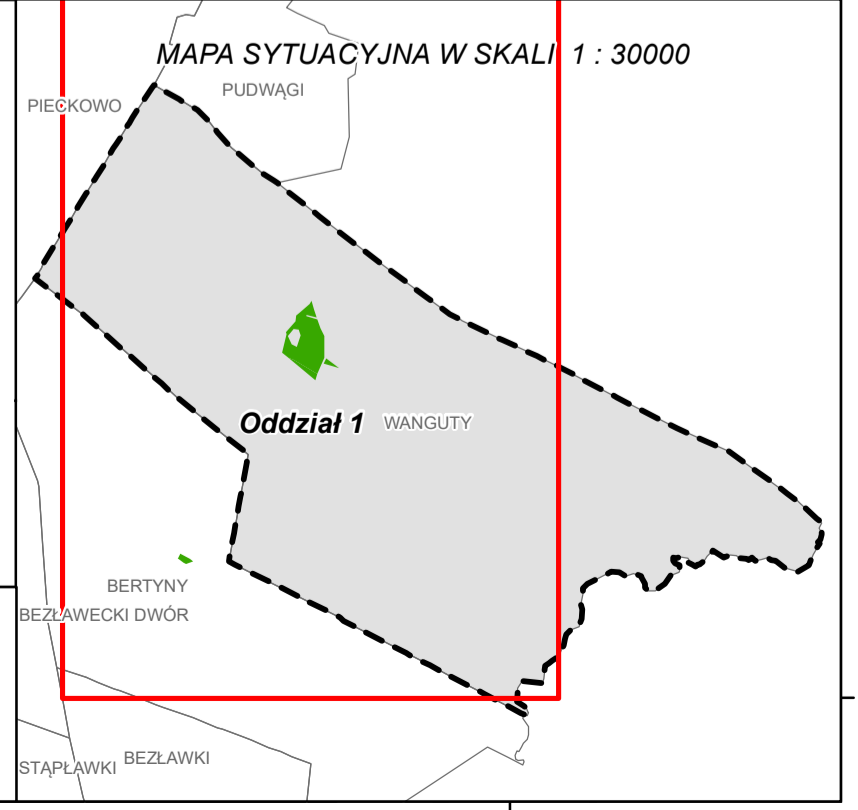 MAPA SYTUACYJNA W SKALI 1 : 30000
PUDWĄGI
PIECKOWO
Oddział 1
WANGUTY
BERTYNY
BEZŁAWECKI DWÓR
BEZŁAWKI
STĄPŁAWKI